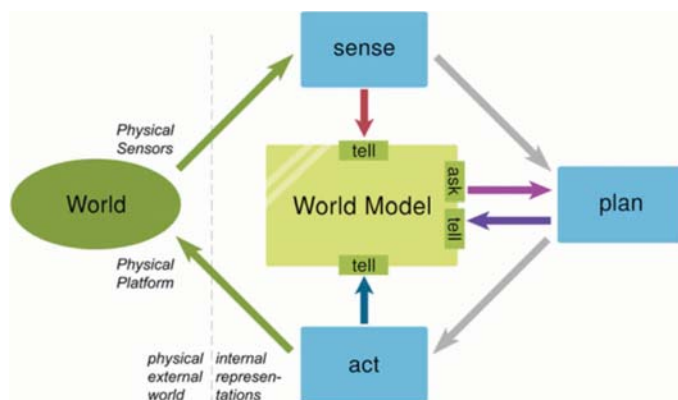 sense
Physical
Sensors
tell
World
World Model
ask
tell
plan
Physical
Platform
tell
act
physical
external
world
internal
represen-
tations